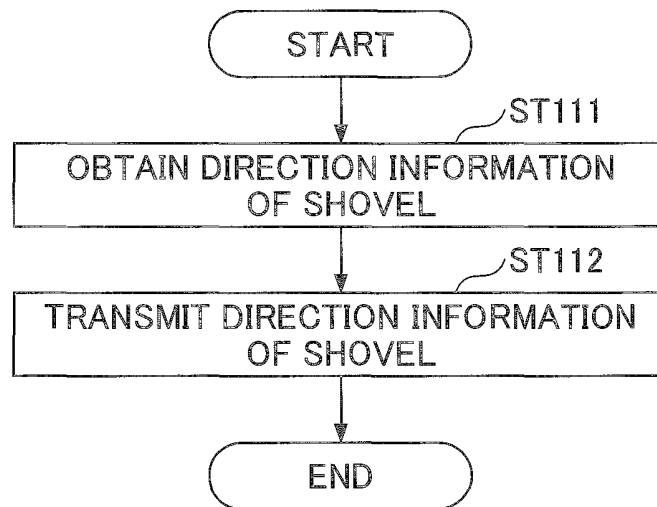 START
ST111
OBTAIN DIRECTION INFORMATION
OF SHOVEL
ST112
TRANSMIT DIRECTION INFORMATION
OF SHOVEL
END